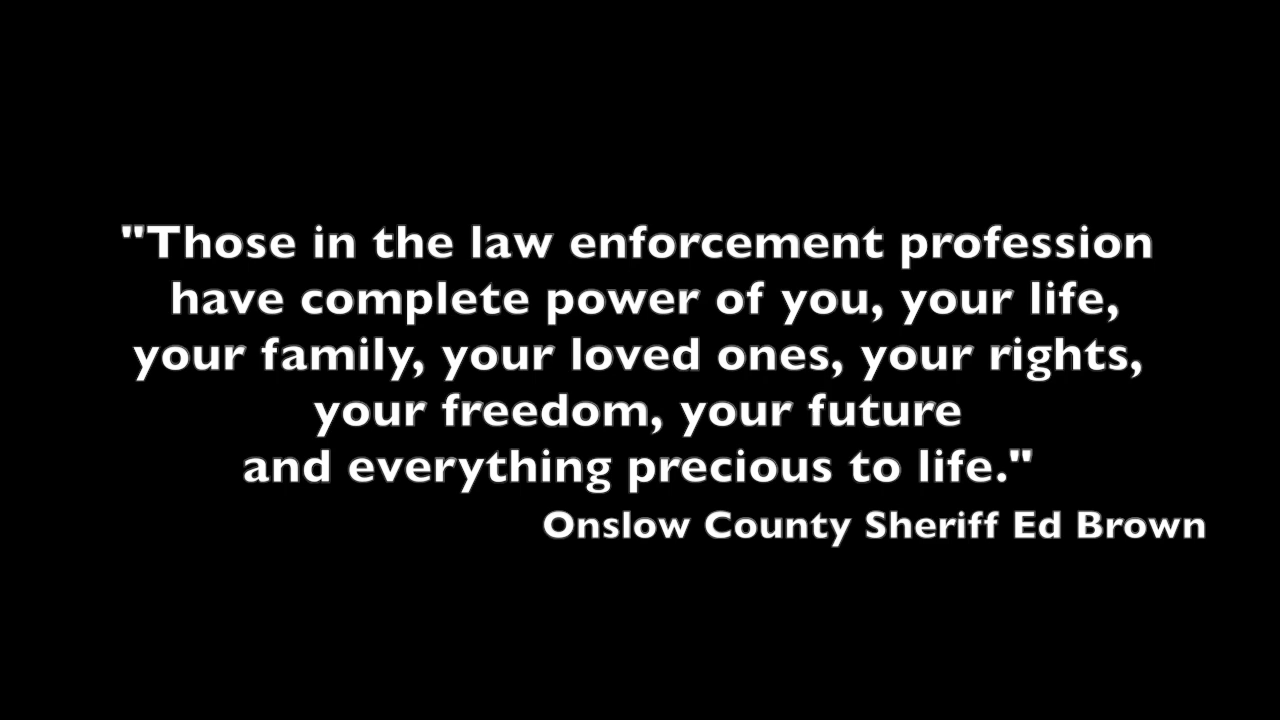 "Those in the law enforcement profession
have complete power of you, your life,
your family, your loved ones, your rights,
your freedom, your future
and everything precious to life."
Onslow County Sheriff Ed Brown